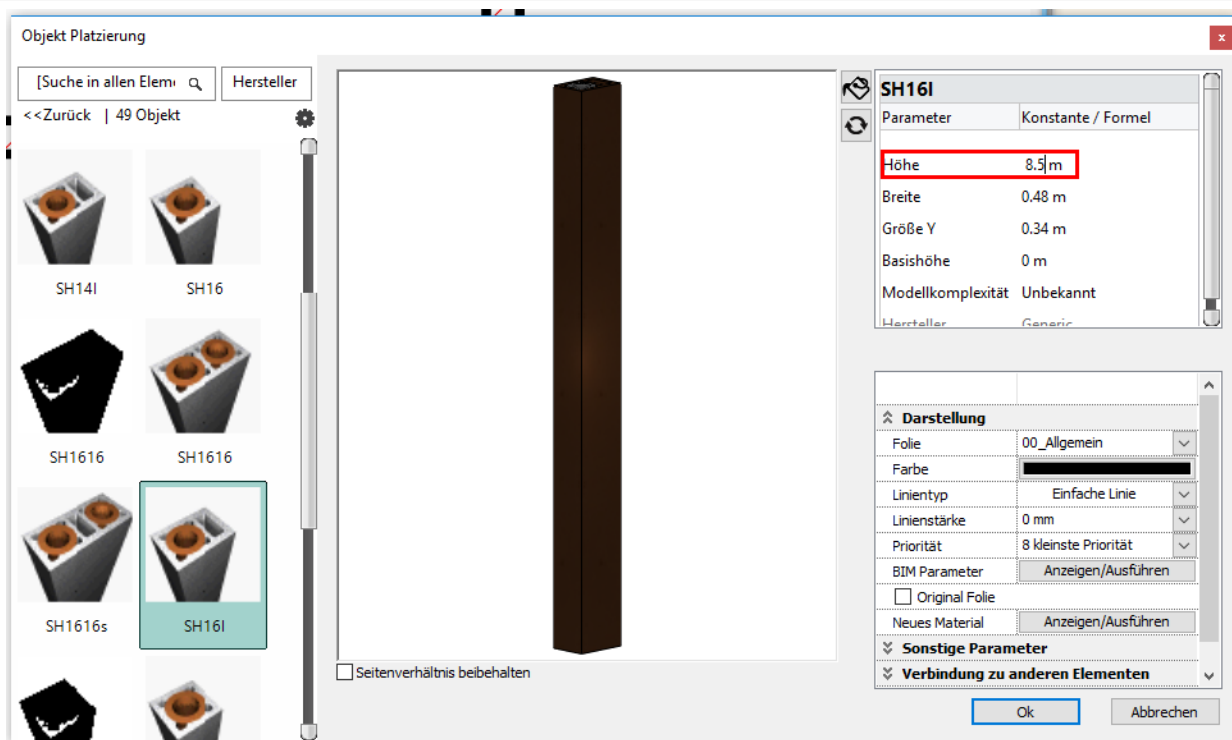 Objekt Platzierung
x
[Suche in allen Eleme
Hersteller
<<Zurück | 49 Objekt
SH14I
SH16
SH1616
SH1616
SH1616s
SH16I
Seitenverhältnis beibehalten
SH16I
Parameter Konstante / Formel
Höhe 8.5 m
Breite 0.48 m
Größe Y 0.34 m
Basishöhe 0 m
Modellkomplexität Unbekannt
Hersteller Generic
Darstellung
Folie 00_Allgemein
Farbe
Linientyp Einfache Linie
Linienstärke 0 mm
Priorität 8 kleinste Priorität
BIM Parameter Anzeigen/Ausführen
Original Folie
Neues Material Anzeigen/Ausführen
Sonstige Parameter
Verbindung zu anderen Elementen
Ok Abbrechen